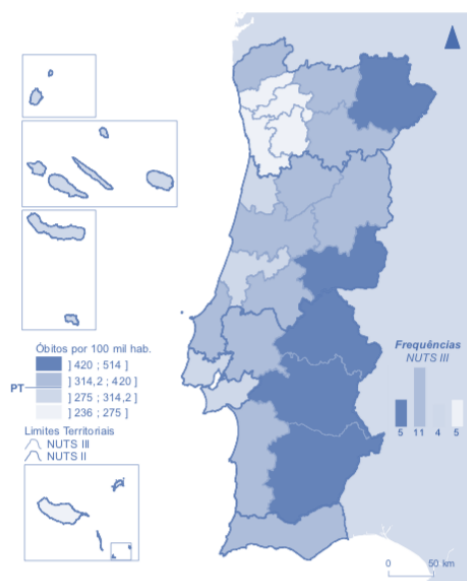 Óbitos por 100 mil hab.
] 420 ; 514 ]
] 314,2 ; 420 ]
PT
] 275 ; 314,2 ]
] 236 ; 275 ]
Limites Territoriais
NUTS III
NUTS II
Frequências
NUTS III
5 11 4 5
0 50 km